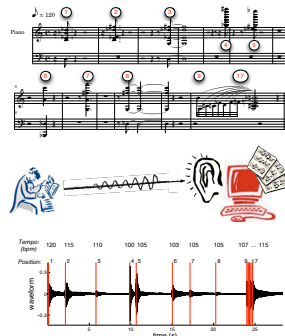 ♪ = 120
1 2 3
Piano
4 5
6 7 8 9 17
Tempo: 120 115 110 100 105 103 105 105 107 ... 115
(bpm)
Position: 1 2 3 4 5 6 7 8 9 17
waveform
0.3
0
5 10 15 20 25
time (s)